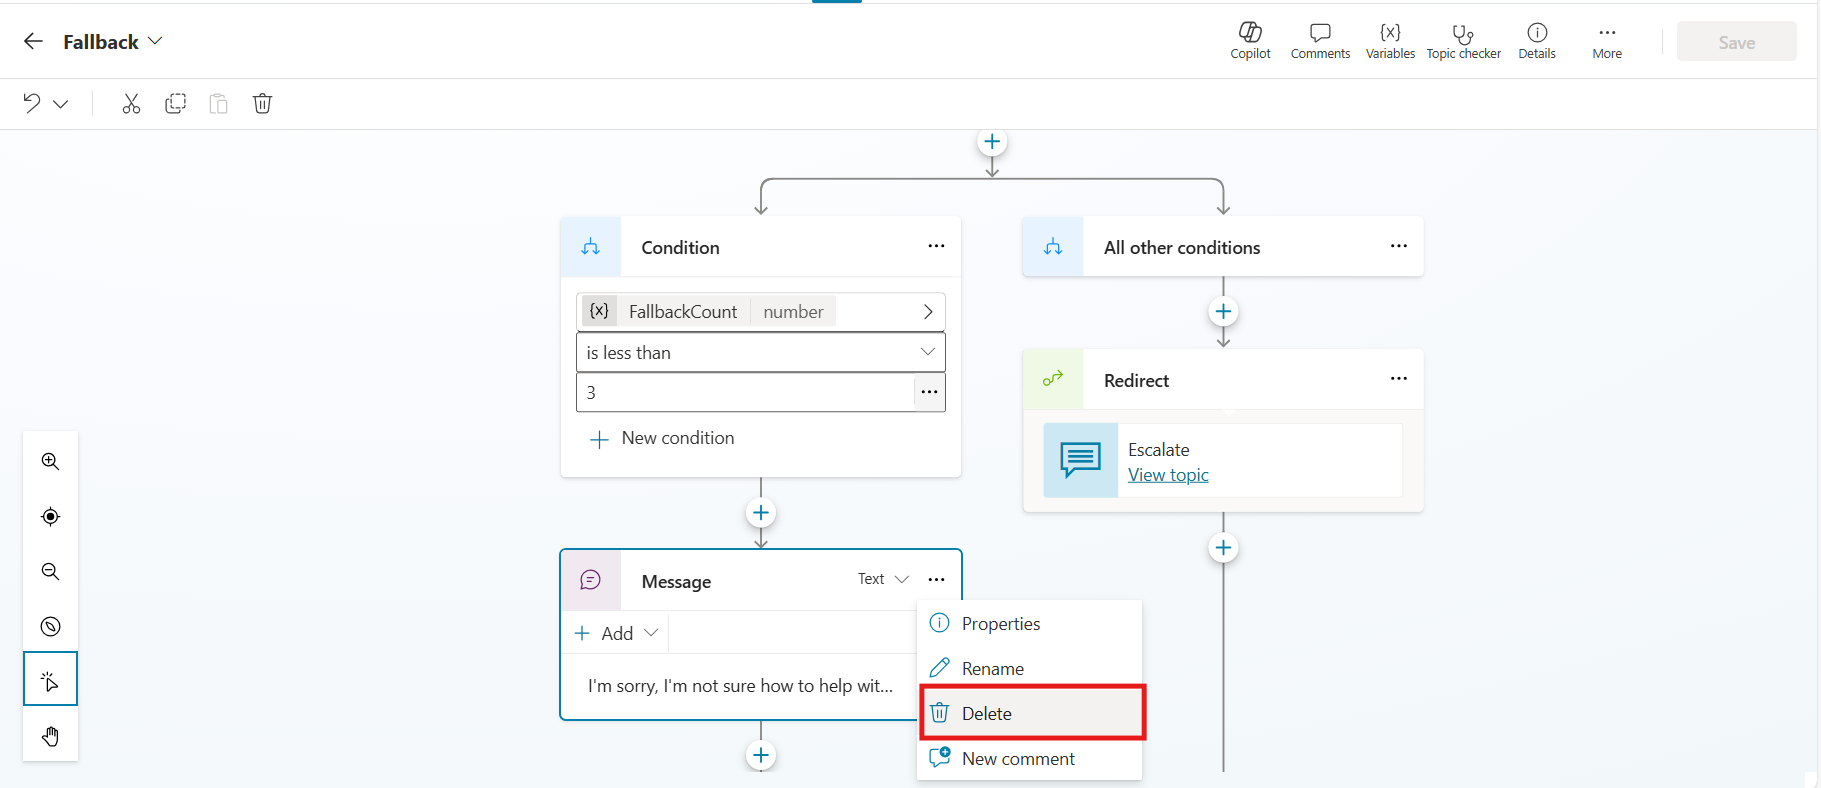 Fallback
Copilot
Comments
Variables
Topic checker
Details
More
Save
Condition
{x} FallbackCount number
is less than
3
New condition
All other conditions
Redirect
Escalate
View topic
Message
Text
Add
I'm sorry, I'm not sure how to help wit...
Properties
Rename
Delete
New comment